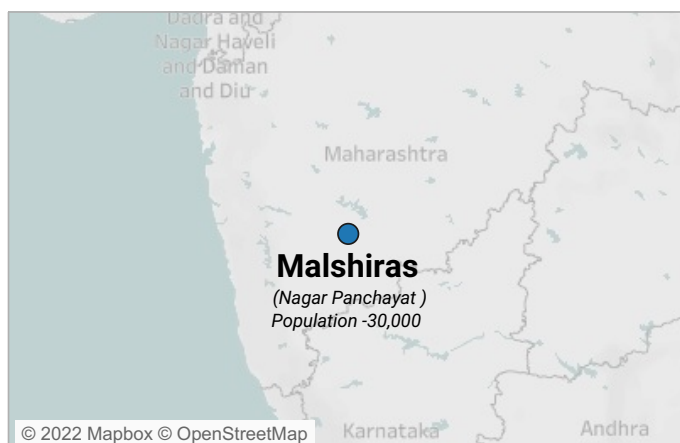 Dadra and
Nagar Haveli
and Daman
and Diu
Maharashtra
Malshiras
(Nagar Panchayat )
Population -30,000
© 2022 Mapbox © OpenStreetMap
Karnataka
Andhra